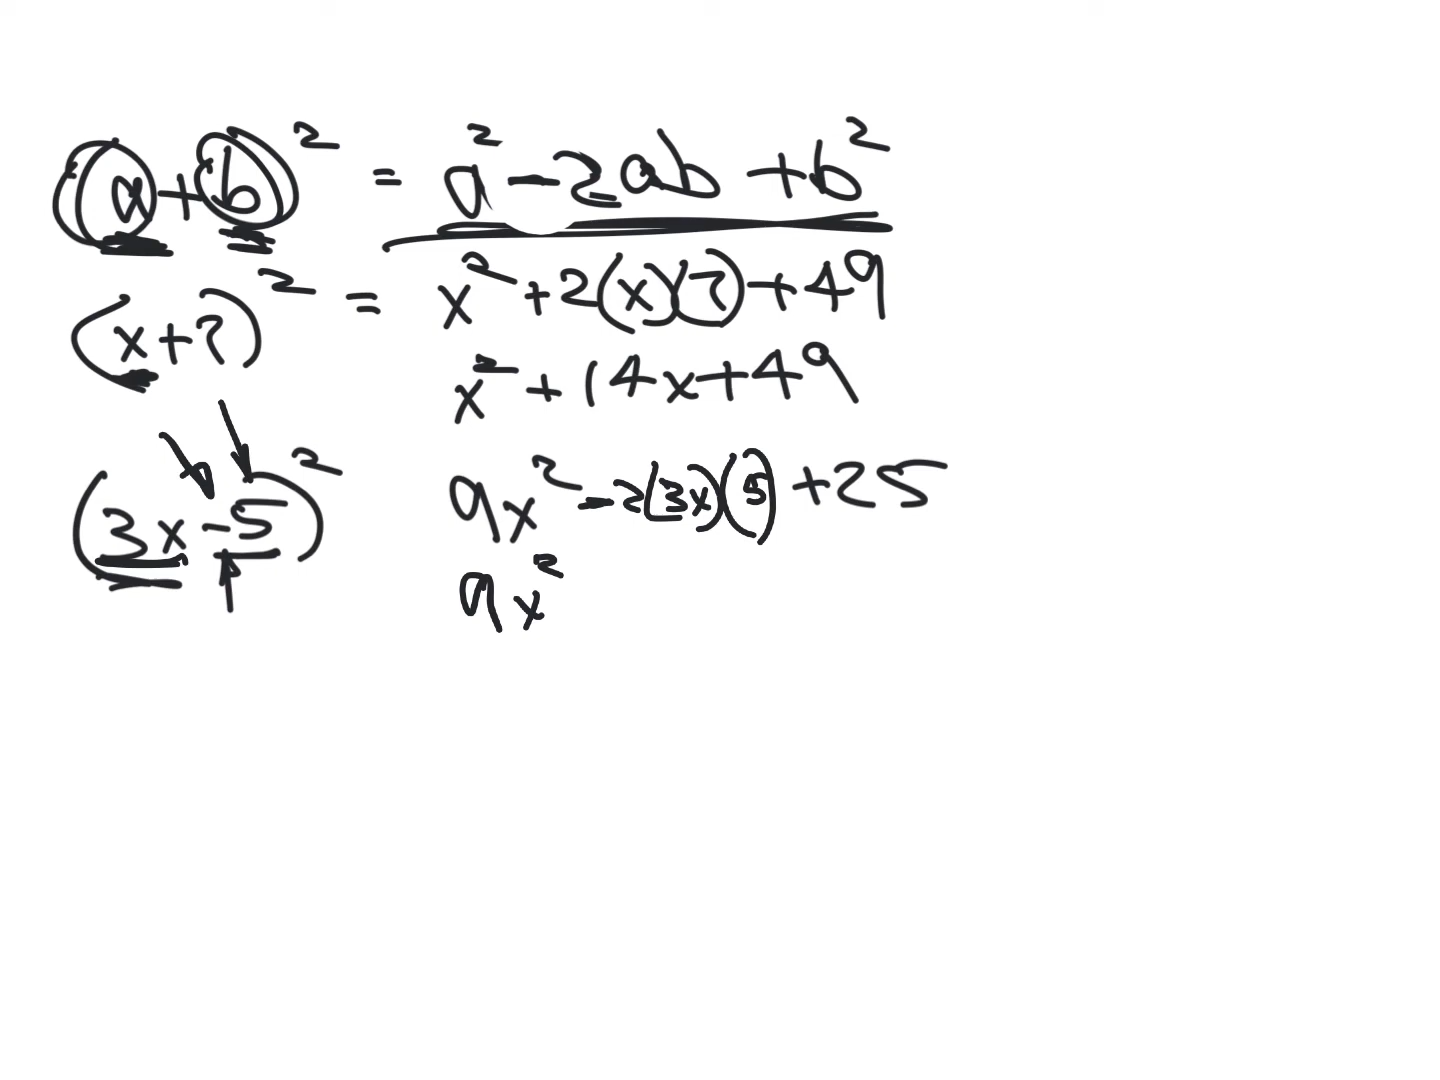 (a+b)² = a² - 2ab + b²
(x+7)² = x² + 2(x)(7) + 49
x² + 14x + 49
(3x - 5)² 9x² - 2(3x)(5) + 25
9x²